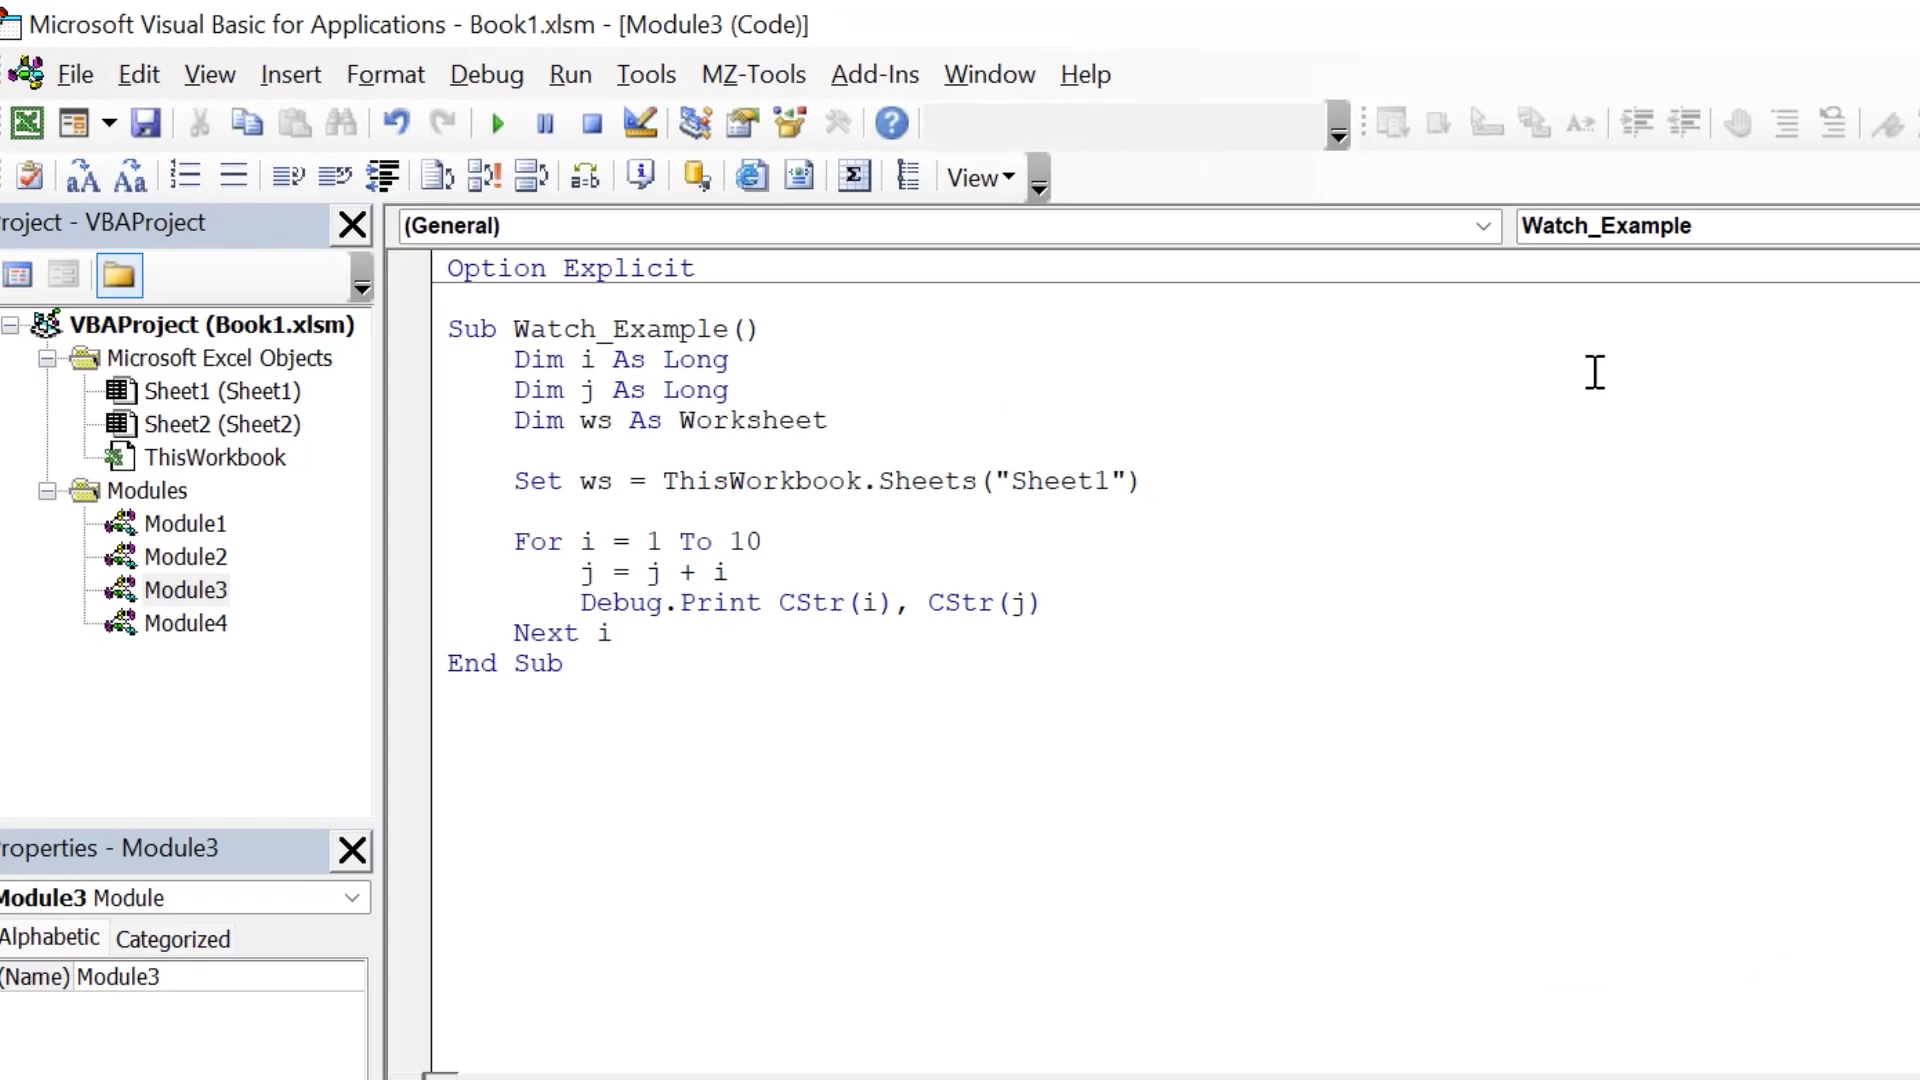 Microsoft Visual Basic for Applications - Book1.xlsm - [Module3 (Code)]
File Edit View Insert Format Debug Run Tools MZ-Tools Add-Ins Window Help
View
roject - VBAProject
(General)
Watch_Example
VBAProject (Book1.xlsm)
Microsoft Excel Objects
Sheet1 (Sheet1)
Sheet2 (Sheet2)
ThisWorkbook
Modules
Module1
Module2
Module3
Module4
Option Explicit
Sub Watch_Example()
    Dim i As Long
    Dim j As Long
    Dim ws As Worksheet
    Set ws = ThisWorkbook.Sheets("Sheet1")
    For i = 1 To 10
        j = j + i
        Debug.Print CStr(i), CStr(j)
    Next i
End Sub
roperties - Module3
Module3 Module
Alphabetic Categorized
(Name) Module3